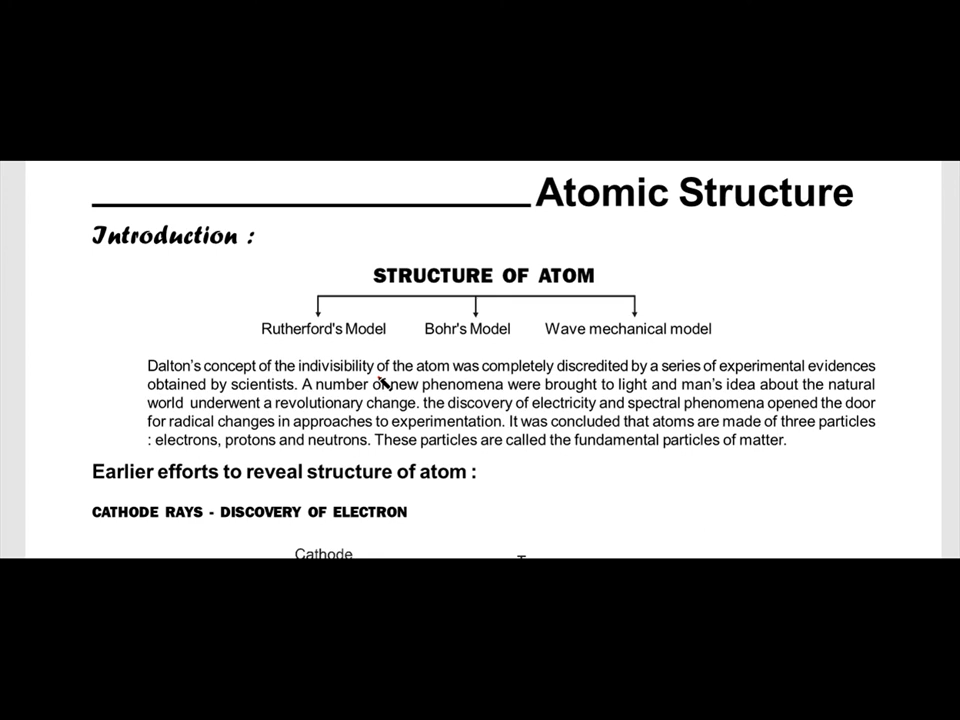 Atomic Structure
Introduction :
STRUCTURE OF ATOM
Rutherford's Model Bohr's Model Wave mechanical model
Dalton's concept of the indivisibility of the atom was completely discredited by a series of experimental evidences
obtained by scientists. A number of new phenomena were brought to light and man's idea about the natural
world underwent a revolutionary change. the discovery of electricity and spectral phenomena opened the door
for radical changes in approaches to experimentation. It was concluded that atoms are made of three particles
: electrons, protons and neutrons. These particles are called the fundamental particles of matter.
Earlier efforts to reveal structure of atom :
CATHODE RAYS - DISCOVERY OF ELECTRON
Cathode